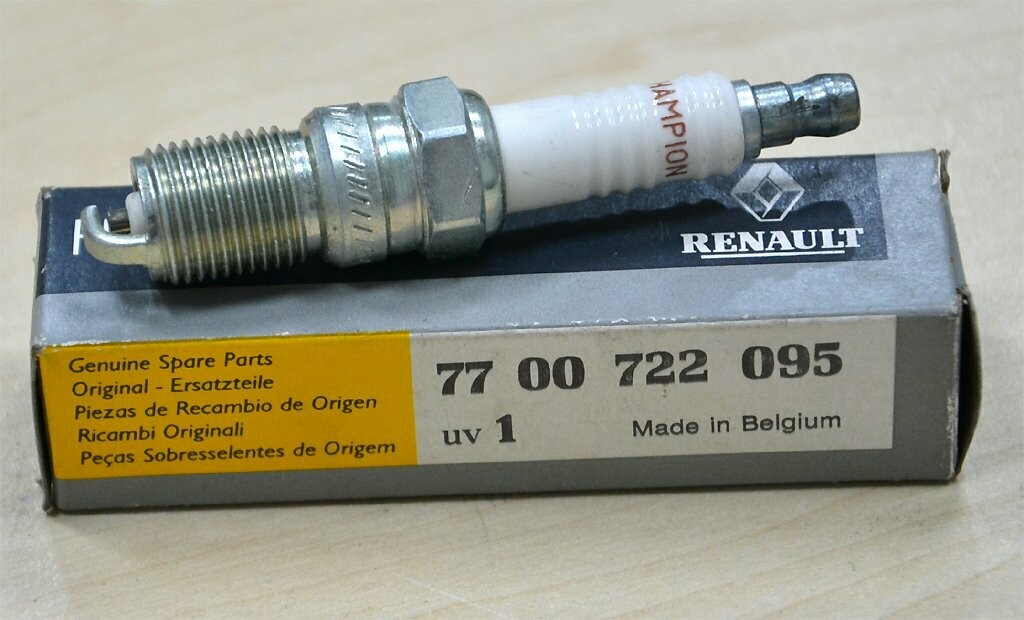 CHAMPION
RENAULT
Genuine Spare Parts
Original - Ersatzteile
Piezas de Recambio de Origen
Ricambi Originali
Peças Sobresselentes de Origem
77 00 722 095
uv 1
Made in Belgium